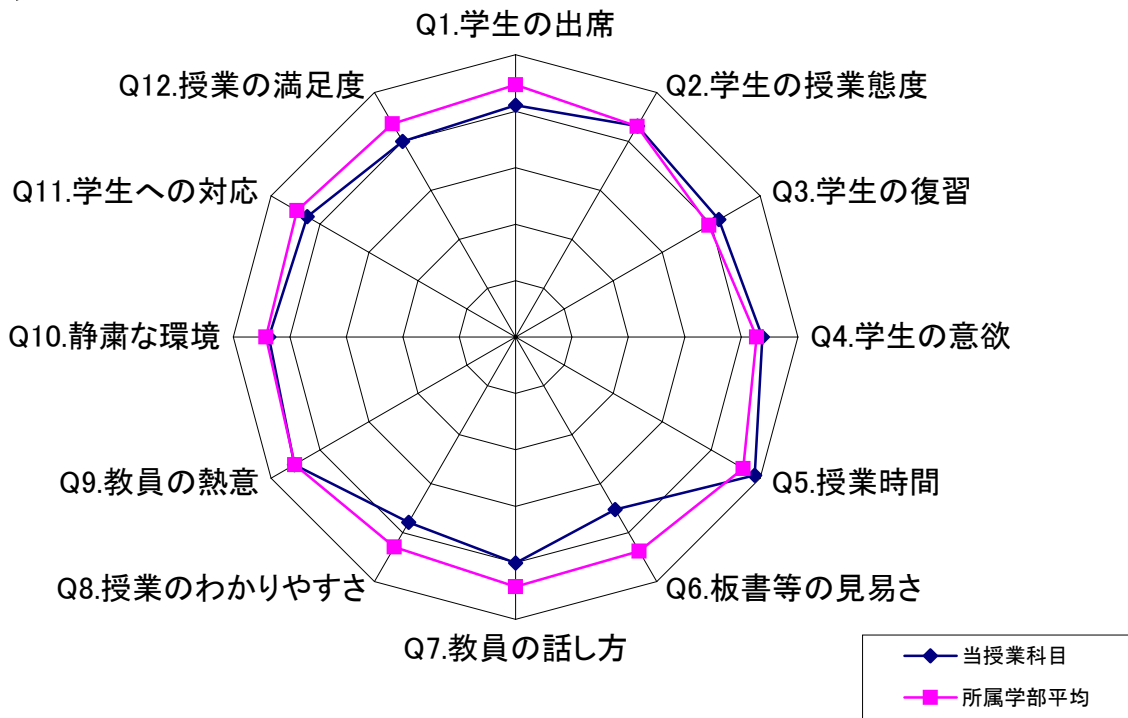 Q1.学生の出席
Q2.学生の授業態度
Q3.学生の復習
Q4.学生の意欲
Q5.授業時間
Q6.板書等の見易さ
Q7.教員の話し方
Q8.授業のわかりやすさ
Q9.教員の熱意
Q10.静粛な環境
Q11.学生への対応
Q12.授業の満足度
当授業科目
所属学部平均